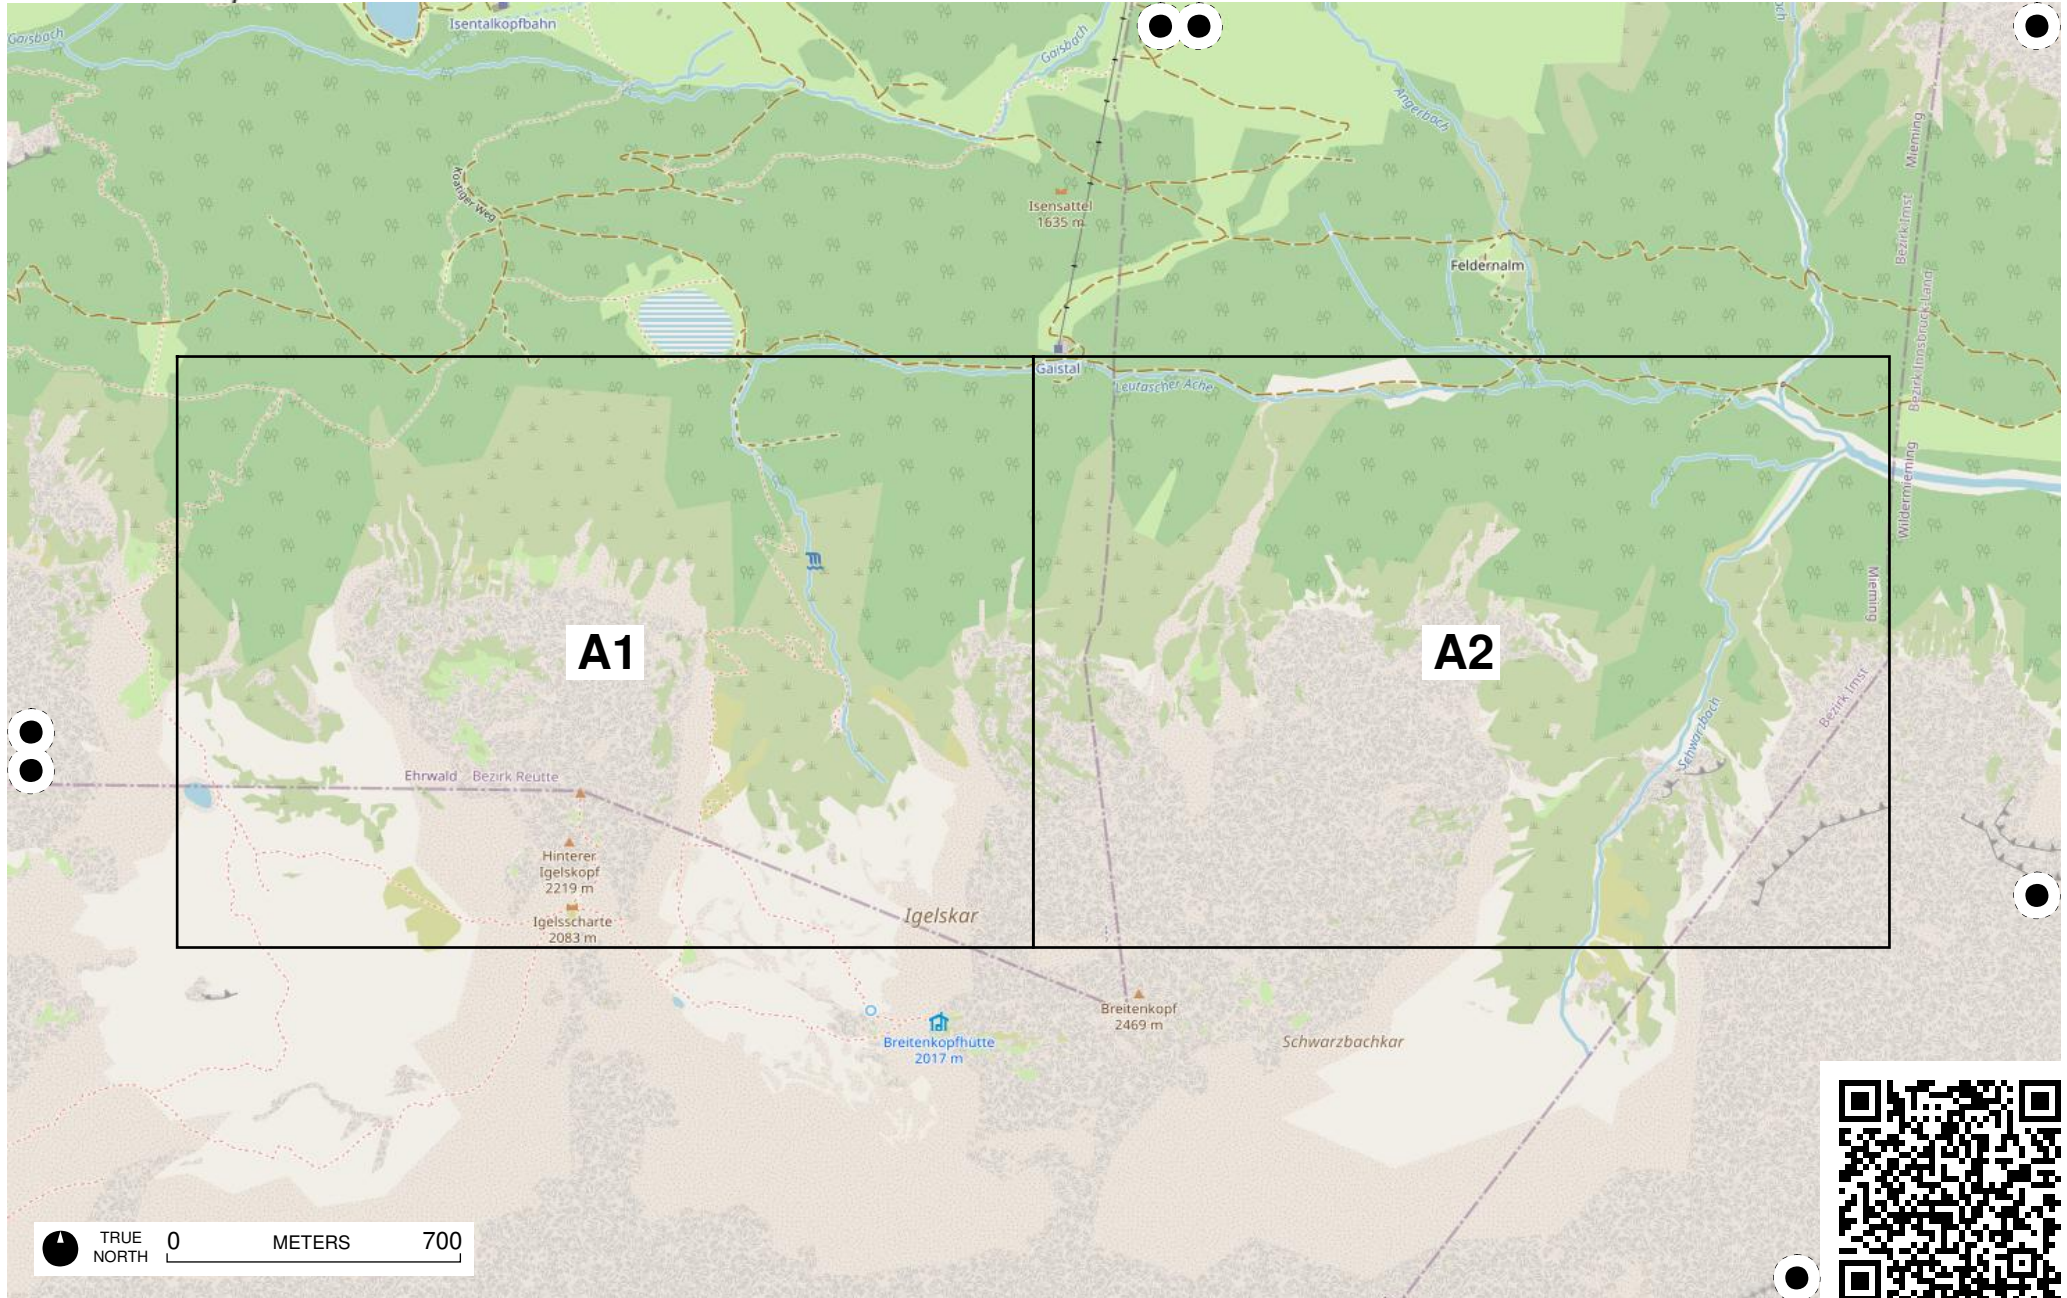 Isentalkopfbahn
Gaisbach
Gaisbach
Angerbach
Mieming
Koatiger Weg
Isensattel
1635 m
Bezirk Imst
Feldernalm
Bezirk Innsbruck-Land
Gaistal
Leutascher Ache
Wildermieming
Mieming
A1
A2
Bezirk Imst
Schwarzbach
Ehrwald Bezirk Reutte
Hinterer
Igelskopf
2219 m
Igelsscharte
2083 m
Igelskar
Breitenkopf
2469 m
Breitenkopfhütte
2017 m
Schwarzbachkar
TRUE
NORTH
0 METERS 700